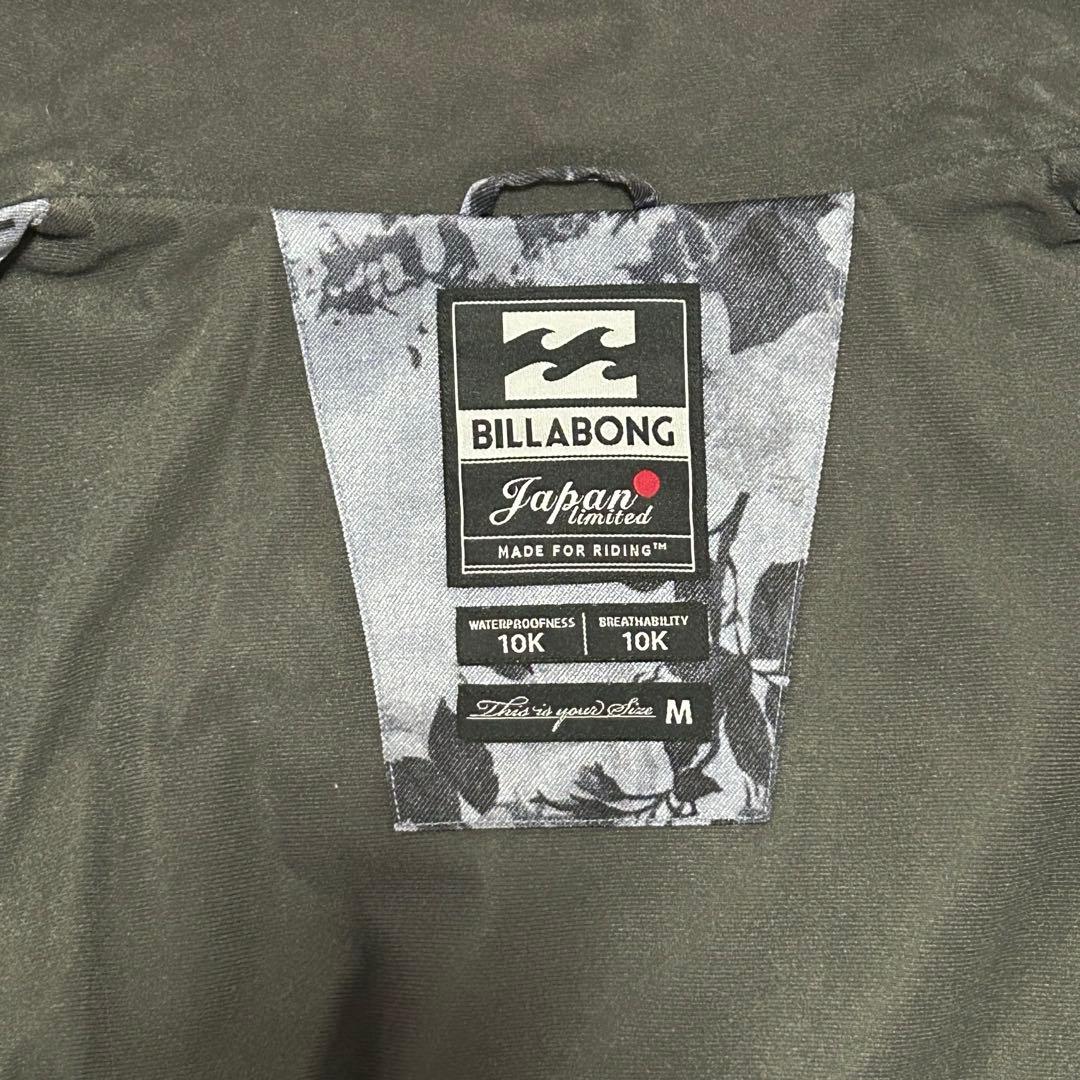 BILLABONG
Japan
limited
MADE FOR RIDING™
WATERPROOFNESS
10K
BREATHABILITY
10K
This is your Size M